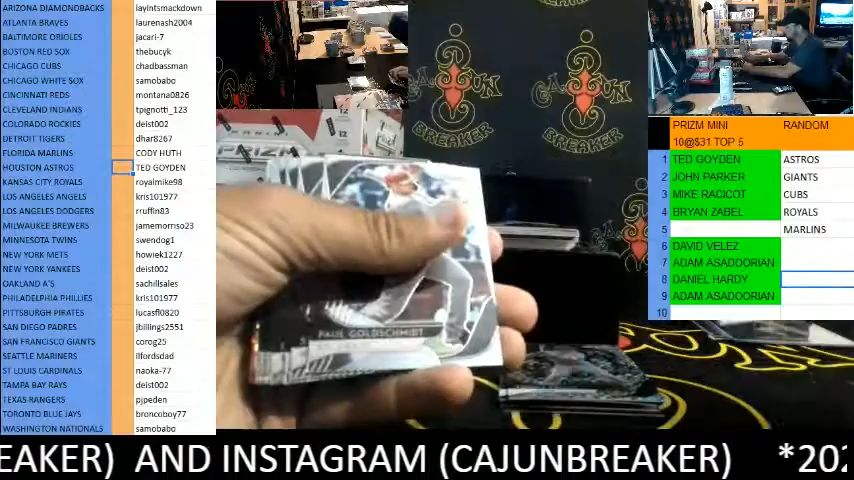 ARIZONA DIAMONDBACKS layintsmackdown
ATLANTA BRAVES laurenash2004
BALTIMORE ORIOLES jacari-7
BOSTON RED SOX thebucyk
CHICAGO CUBS chadbassman
CHICAGO WHITE SOX samobabo
CINCINNATI REDS montana0826
CLEVELAND INDIANS tpignotti_123
COLORADO ROCKIES deist002
DETROIT TIGERS dhar8267
FLORIDA MARLINS CODY HUTH
HOUSTON ASTROS TED GOYDEN
KANSAS CITY ROYALS royalmike98
LOS ANGELES ANGELS kris101977
LOS ANGELES DODGERS rruffin83
MILWAUKEE BREWERS jamemorriso23
MINNESOTA TWINS swendog1
NEW YORK METS howiek1227
NEW YORK YANKEES deist002
OAKLAND A'S sachillsales
PHILADELPHIA PHILLIES kris101977
PITTSBURGH PIRATES lucasfl0820
SAN DIEGO PADRES jbillings2551
SAN FRANCISCO GIANTS corog25
SEATTLE MARINERS ilfordsdad
ST LOUIS CARDINALS naoka-77
TAMPA BAY RAYS deist002
TEXAS RANGERS pjpeden
TORONTO BLUE JAYS broncoboy77
WASHINGTON NATIONALS samobabo
CAJUN
BREAKER
CAJUN
BREAKER
PANINI
12
12
PAUL GOLDSCHMIDT
PRIZM MINI RANDOM
10@$31 TOP 5
1 TED GOYDEN ASTROS
2 JOHN PARKER GIANTS
3 MIKE RACICOT CUBS
4 BRYAN ZABEL ROYALS
5 MARLINS
6 DAVID VELEZ
7 ADAM ASADOORIAN
8 DANIEL HARDY
9 ADAM ASADOORIAN
10
EAKER) AND INSTAGRAM (CAJUNBREAKER) *202